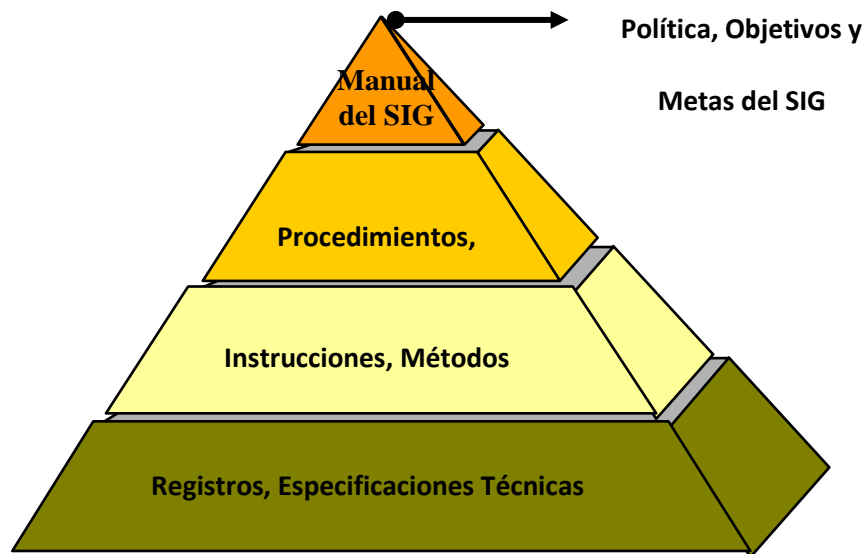 Política, Objetivos y
Metas del SIG
Manual
del SIG
Procedimientos,
Instrucciones, Métodos
Registros, Especificaciones Técnicas